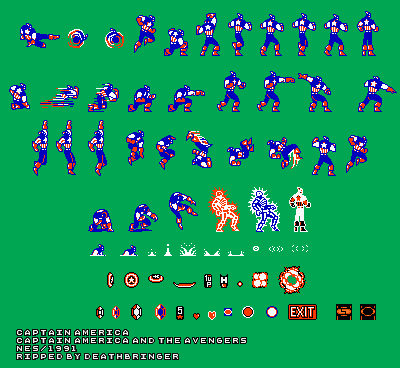 EXIT
S
CAPTAIN AMERICA
CAPTAIN AMERICA AND THE AVENGERS
NES/1991
RIPPED BY DEATHBRINGER